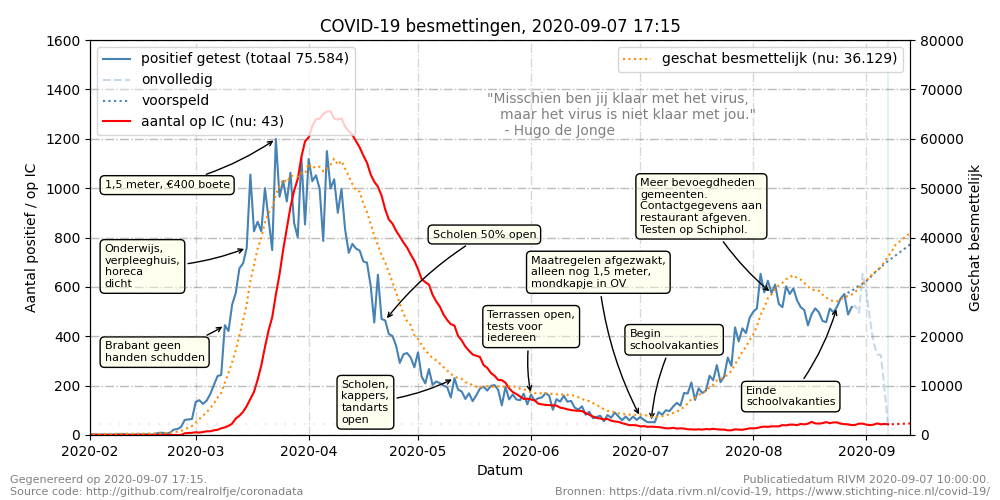 COVID-19 besmettingen, 2020-09-07 17:15
positief getest (totaal 75.584)
onvolledig
voorspeld
aantal op IC (nu: 43)
geschat besmettelijk (nu: 36.129)
"Misschien ben jij klaar met het virus,
maar het virus is niet klaar met jou."
- Hugo de Jonge
1,5 meter, €400 boete
Onderwijs,
verpleeghuis,
horeca
dicht
Brabant geen
handen schudden
Scholen 50% open
Scholen,
kappers,
tandarts
open
Terrassen open,
tests voor
iedereen
Maatregelen afgezwakt,
alleen nog 1,5 meter,
mondkapje in OV
Meer bevoegdheden
gemeenten.
Contactgegevens aan
restaurant afgeven.
Testen op Schiphol.
Begin
schoolvakanties
Einde
schoolvakanties
Aantal positief / op IC
1600
1400
1200
1000
800
600
400
200
0
Geschat besmettelijk
80000
70000
60000
50000
40000
30000
20000
10000
0
2020-02
2020-03
2020-04
2020-05
2020-06
2020-07
2020-08
2020-09
Datum
Gegenereerd op 2020-09-07 17:15.
Source code: http://github.com/realrolfje/coronadata
Publicatiedatum RIVM 2020-09-07 10:00:00.
Bronnen: https://data.rivm.nl/covid-19, https://www.stichting-nice.nl/covid-19/